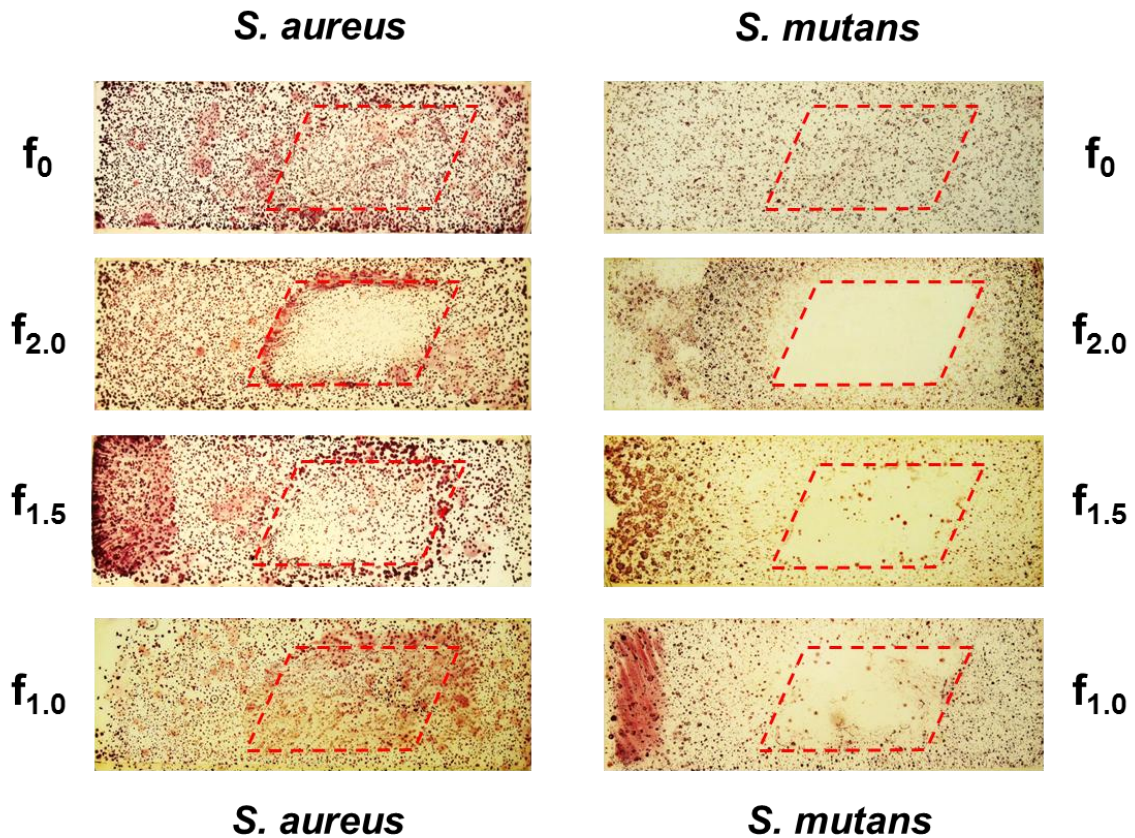 S. aureus S. mutans
f0 f0
f2.0 f2.0
f1.5 f1.5
f1.0 f1.0
S. aureus S. mutans